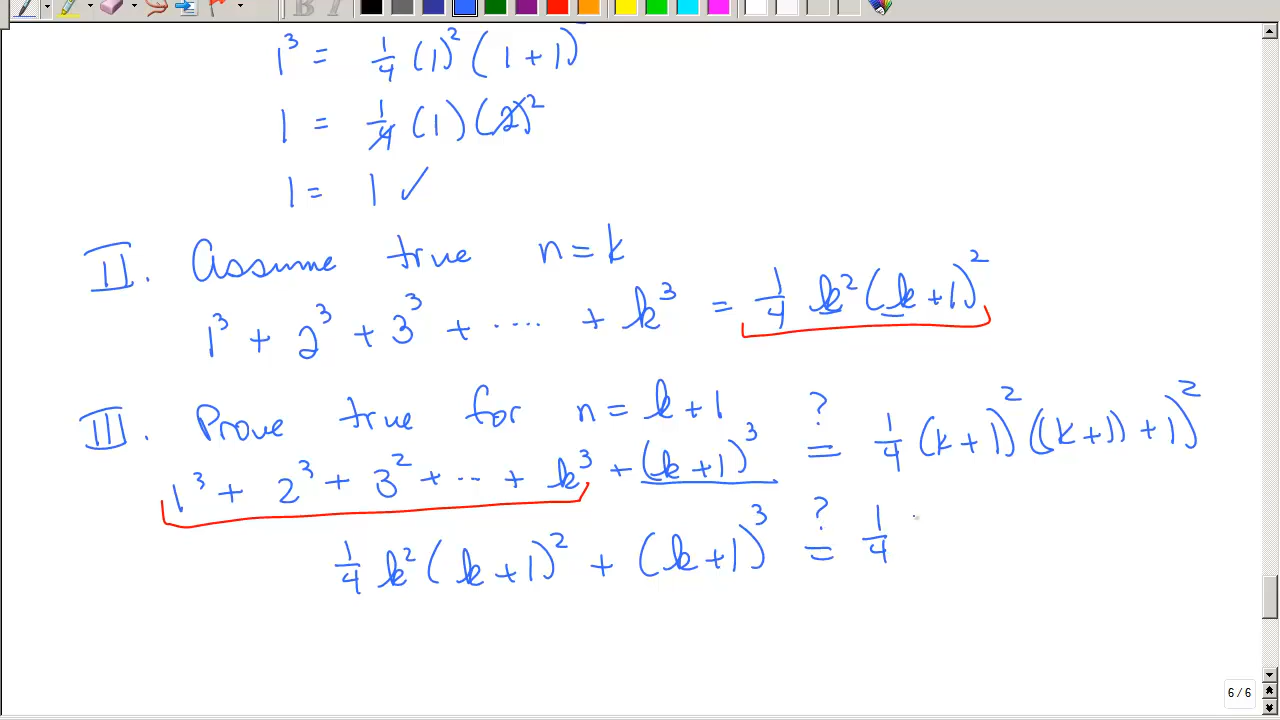 1³ = 1/4 (1)² (1+1)²
1 = 1/4 (1) (2)²
1 = 1 ✓
II. Assume true n = k
1³ + 2³ + 3³ + .... + k³ = 1/4 k² (k+1)²
III. Prove true for n = k+1
1³ + 2³ + 3² + ... + k³ + (k+1)³ ?= 1/4 (k+1)² ((k+1)+1)²
1/4 k² (k+1)² + (k+1)³ ?= 1/4
6/6